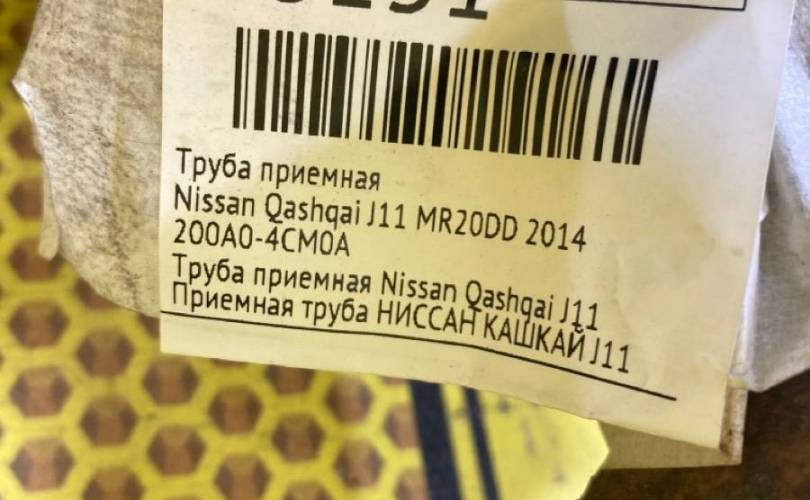 Труба приемная
Nissan Qashqai J11 MR20DD 2014
200A0-4CM0A
Труба приемная Nissan Qashqai J11
Приемная труба НИССАН КАШКАЙ J11